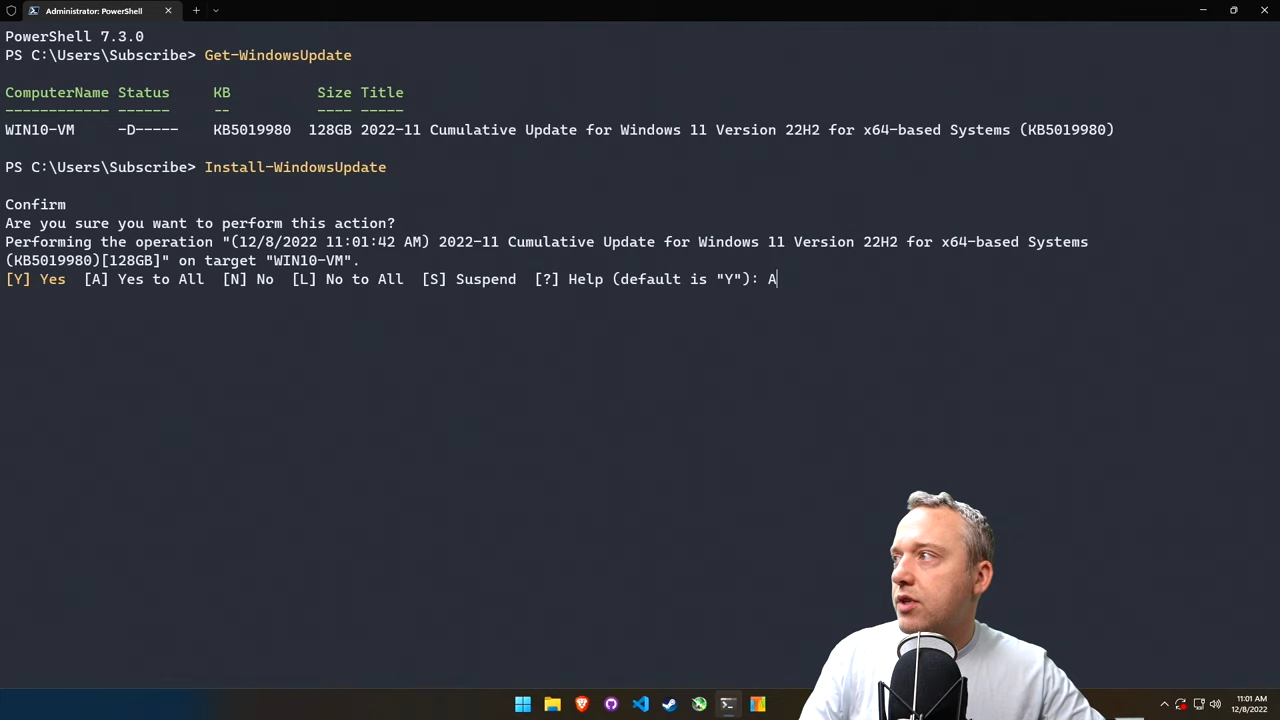 Administrator: PowerShell
PowerShell 7.3.0
PS C:\Users\Subscribe> Get-WindowsUpdate
ComputerName Status KB Size Title
------------ ------ -- ---- -----
WIN10-VM -D----- KB5019980 128GB 2022-11 Cumulative Update for Windows 11 Version 22H2 for x64-based Systems (KB5019980)
PS C:\Users\Subscribe> Install-WindowsUpdate
Confirm
Are you sure you want to perform this action?
Performing the operation "(12/8/2022 11:01:42 AM) 2022-11 Cumulative Update for Windows 11 Version 22H2 for x64-based Systems
(KB5019980)[128GB]" on target "WIN10-VM".
[Y] Yes [A] Yes to All [N] No [L] No to All [S] Suspend [?] Help (default is "Y"): A
11:01 AM
12/8/2022